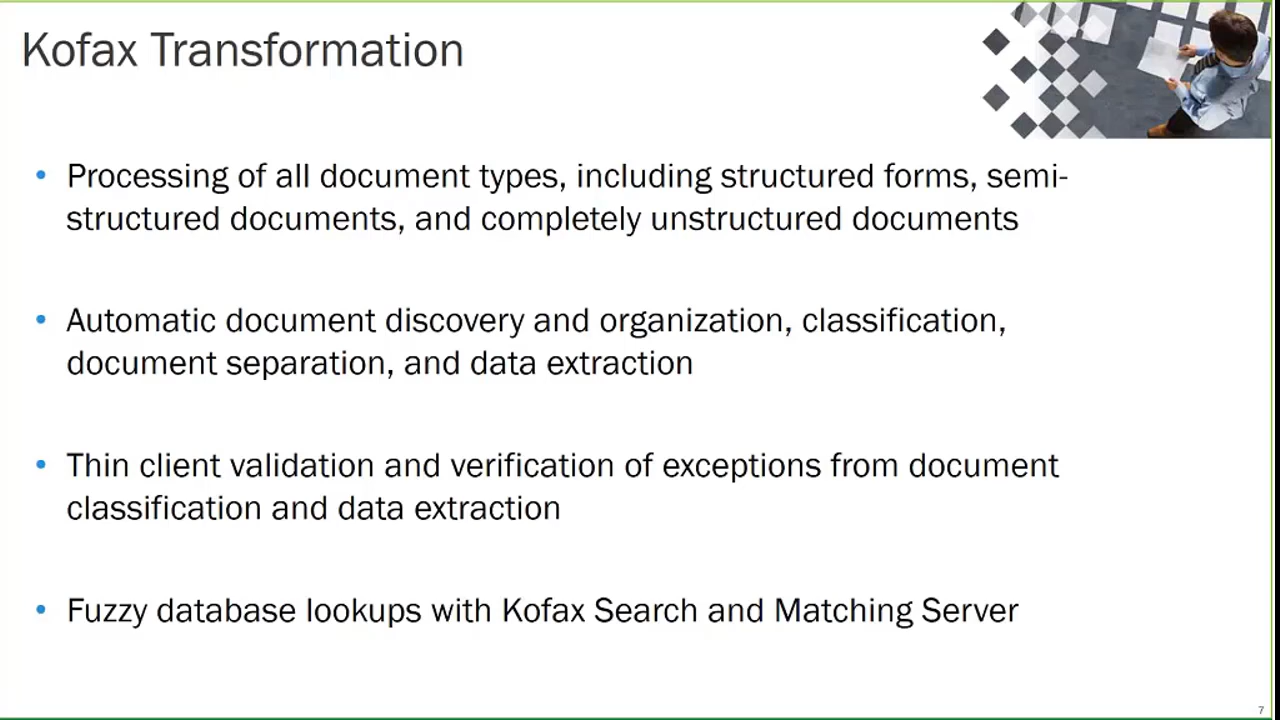 Kofax Transformation
• Processing of all document types, including structured forms, semi-
structured documents, and completely unstructured documents
• Automatic document discovery and organization, classification,
document separation, and data extraction
• Thin client validation and verification of exceptions from document
classification and data extraction
• Fuzzy database lookups with Kofax Search and Matching Server
7